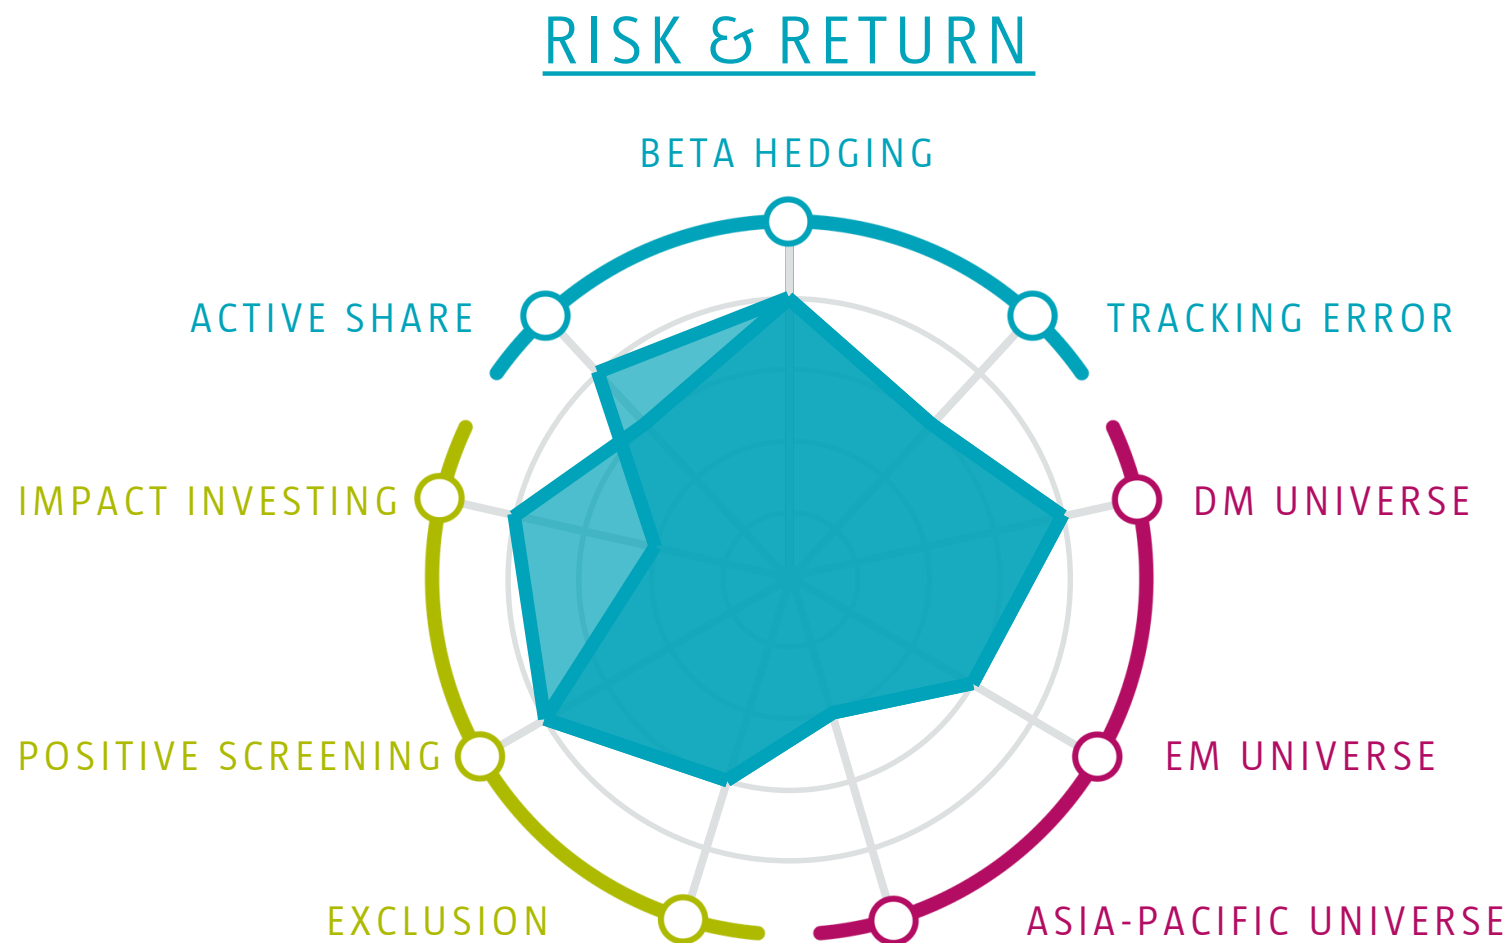 RISK & RETURN
BETA HEDGING
ACTIVE SHARE
TRACKING ERROR
IMPACT INVESTING
DM UNIVERSE
POSITIVE SCREENING
EM UNIVERSE
EXCLUSION
ASIA-PACIFIC UNIVERSE